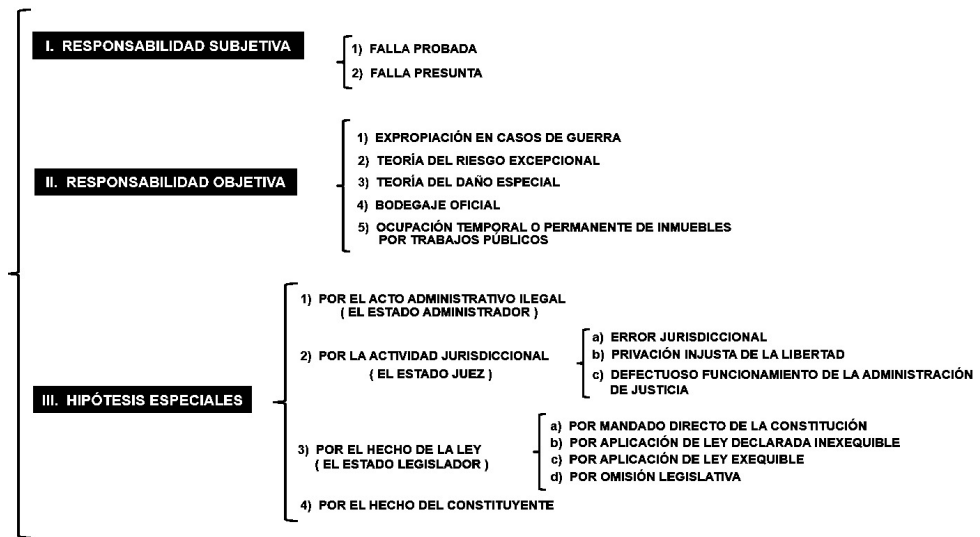 I. RESPONSABILIDAD SUBJETIVA
1) FALLA PROBADA
2) FALLA PRESUNTA
II. RESPONSABILIDAD OBJETIVA
1) EXPROPIACIÓN EN CASOS DE GUERRA
2) TEORÍA DEL RIESGO EXCEPCIONAL
3) TEORÍA DEL DAÑO ESPECIAL
4) BODEGAJE OFICIAL
5) OCUPACIÓN TEMPORAL O PERMANENTE DE INMUEBLES
POR TRABAJOS PÚBLICOS
III. HIPÓTESIS ESPECIALES
1) POR EL ACTO ADMINISTRATIVO ILEGAL
( EL ESTADO ADMINISTRADOR )
2) POR LA ACTIVIDAD JURISDICCIONAL
( EL ESTADO JUEZ )
a) ERROR JURISDICCIONAL
b) PRIVACIÓN INJUSTA DE LA LIBERTAD
c) DEFECTUOSO FUNCIONAMIENTO DE LA ADMINISTRACIÓN
DE JUSTICIA
3) POR EL HECHO DE LA LEY
( EL ESTADO LEGISLADOR )
a) POR MANDADO DIRECTO DE LA CONSTITUCIÓN
b) POR APLICACIÓN DE LEY DECLARADA INEXEQUIBLE
c) POR APLICACIÓN DE LEY EXEQUIBLE
d) POR OMISIÓN LEGISLATIVA
4) POR EL HECHO DEL CONSTITUYENTE